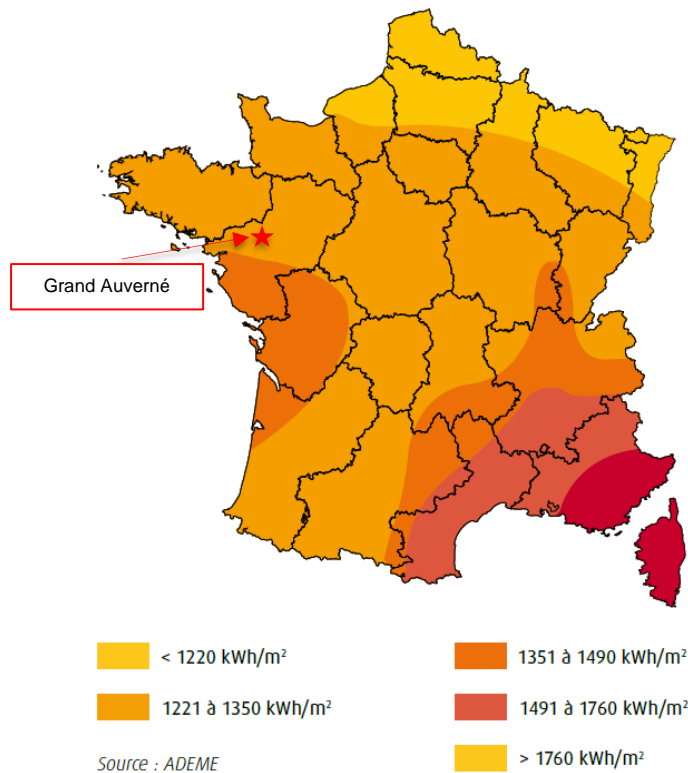 Grand Auverné
< 1220 kWh/m²
1221 à 1350 kWh/m²
1351 à 1490 kWh/m²
1491 à 1760 kWh/m²
> 1760 kWh/m²
Source : ADEME